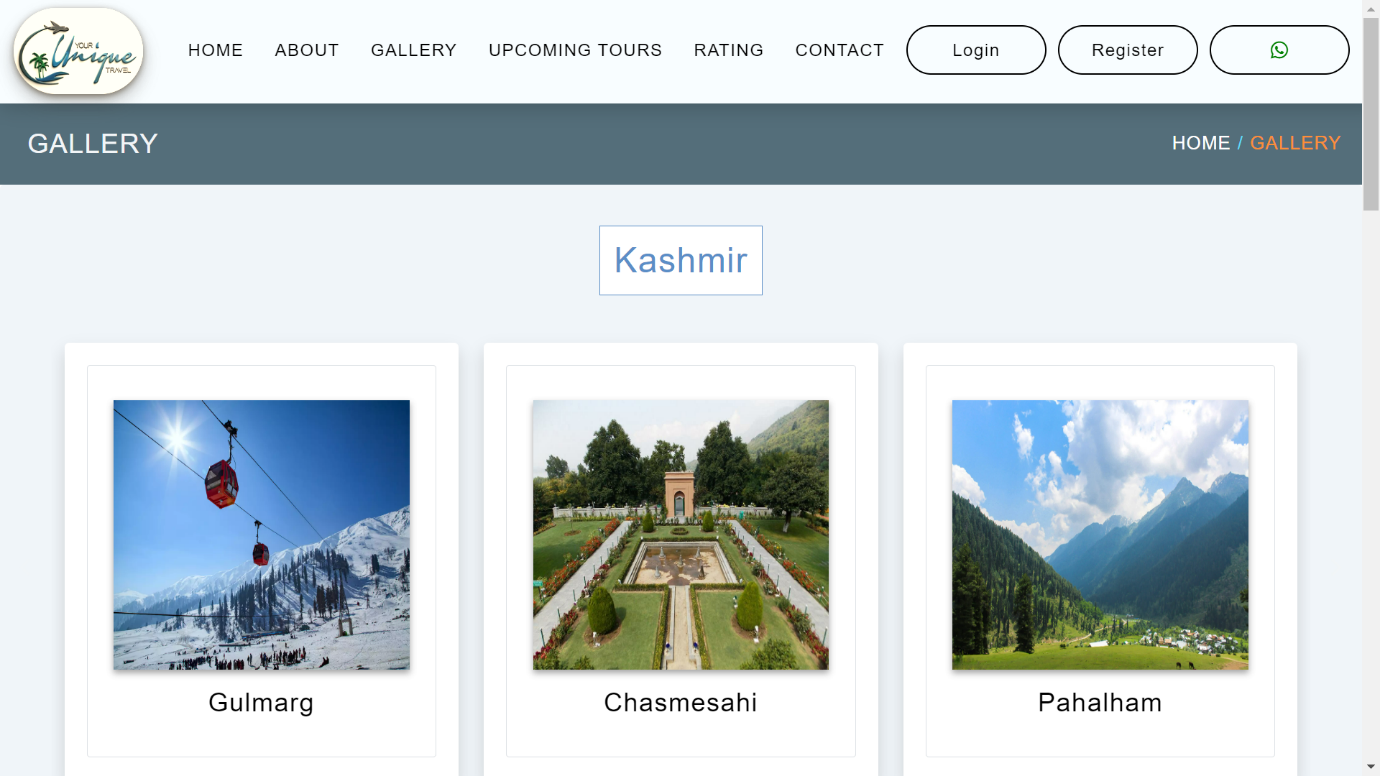 YOUR
Unique
TRAVEL
HOME ABOUT GALLERY UPCOMING TOURS RATING CONTACT Login Register
GALLERY
HOME / GALLERY
Kashmir
Gulmarg Chasmesahi Pahalham